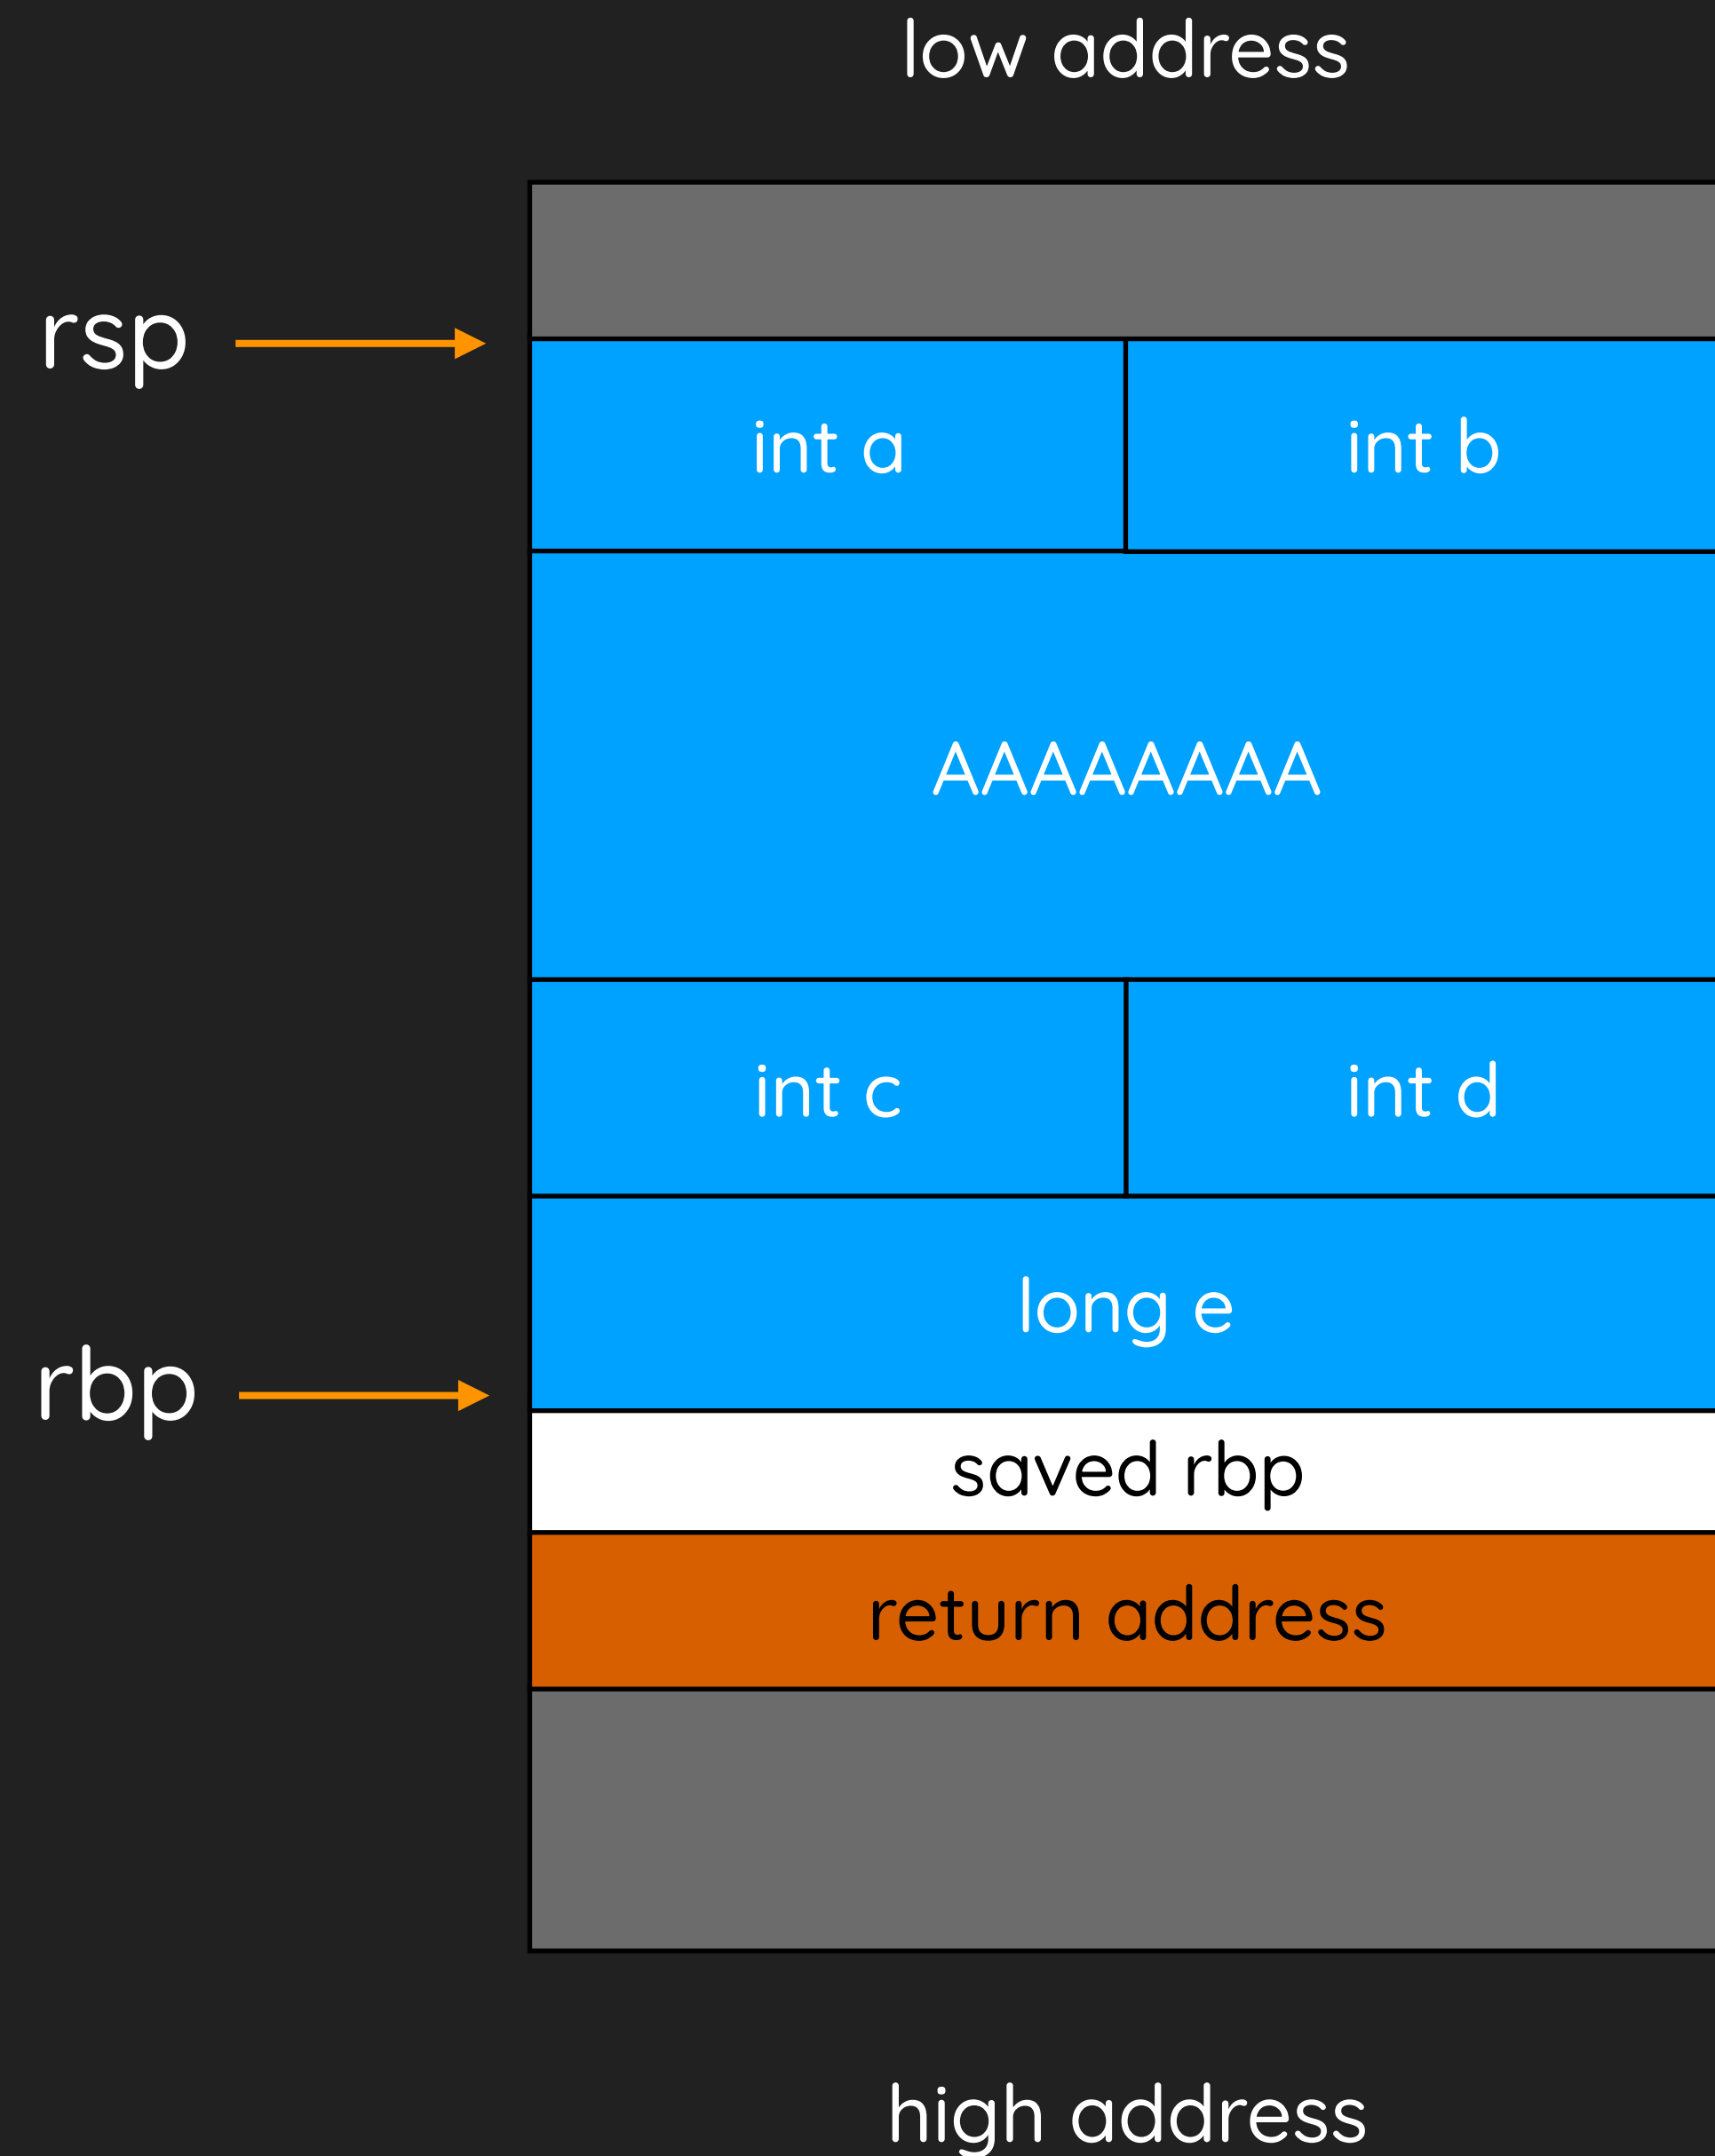 low address
rsp
int a
int b
AAAAAAAA
int c
int d
long e
rbp
saved rbp
return address
high address